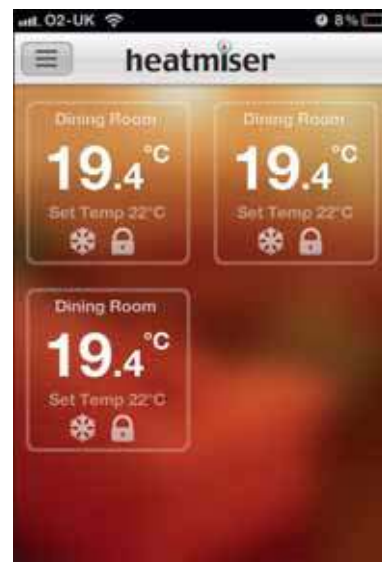 O2-UK 8%
heatmiser
Dining Room Dining Room
19.4°C 19.4°C
Set Temp 22°C Set Temp 22°C
Dining Room
19.4°C
Set Temp 22°C